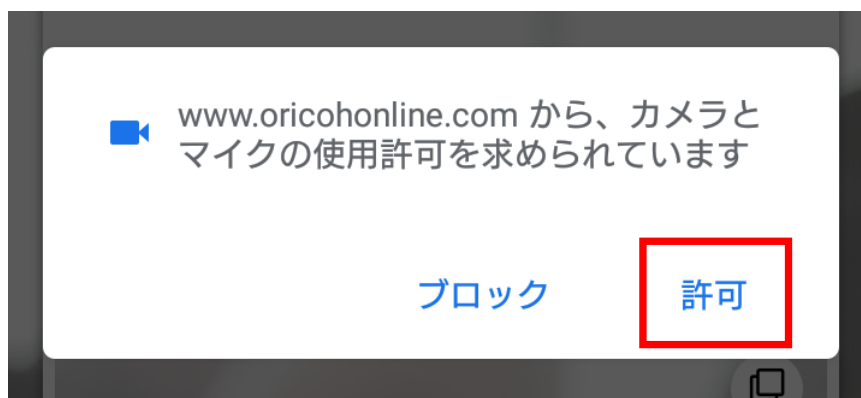 www.oricohonline.com から、カメラと
マイクの使用許可を求められています
ブロック 許可